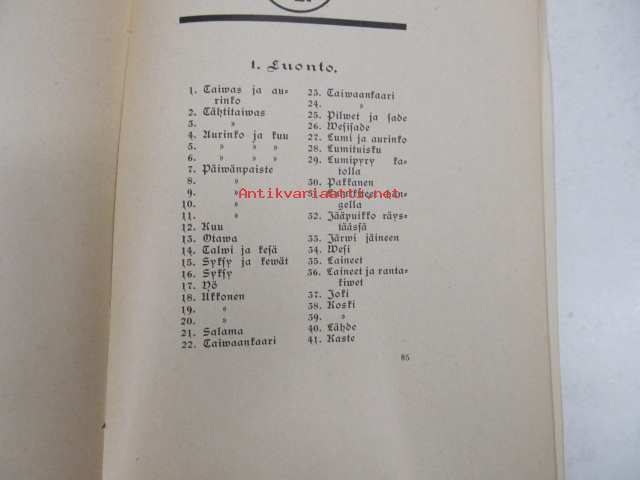 1. Luonto.
1. Taiwas ja au-
rinko
2. Tähtitaiwas
3. »
4. Aurinko ja kuu
5. » » »
6. » » »
7. Päiwänpaiste
8. »
9. »
10. »
11. »
12. Kuu
13. Otawa
14. Talwi ja kesä
15. Syksy ja kewät
16. Syksy
17. Yö
18. Ukkonen
19. »
20. »
21. Salama
22. Taiwaankaari
23. Taiwaankaari
24. »
25. Pilwet ja sade
26. Wesisade
27. Lumi ja aurinko
28. Lumituisku
29. Lumipyry ka-
tolla
30. Pakkanen
31.
gella
32. Jääpuikko räys-
täässä
33. Järwi jäineen
34. Wesi
35. Laineet
36. Laineet ja ranta-
kiwet
37. Joki
38. Koski
39. »
40. Lähde
41. Kaste
85
Antikvariaatti.net